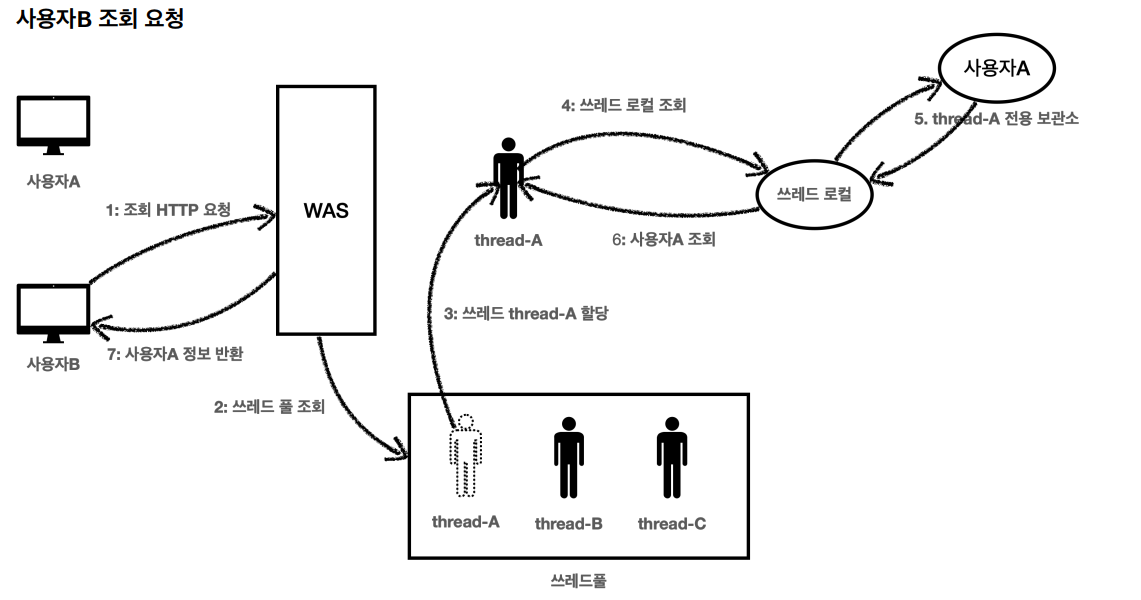 사용자B 조회 요청
사용자A
4: 쓰레드 로컬 조회
5. thread-A 전용 보관소
사용자A
1: 조회 HTTP 요청
WAS
쓰레드 로컬
thread-A
6: 사용자A 조회
3: 쓰레드 thread-A 할당
사용자B
7: 사용자A 정보 반환
2: 쓰레드 풀 조회
thread-A
thread-B
thread-C
쓰레드풀